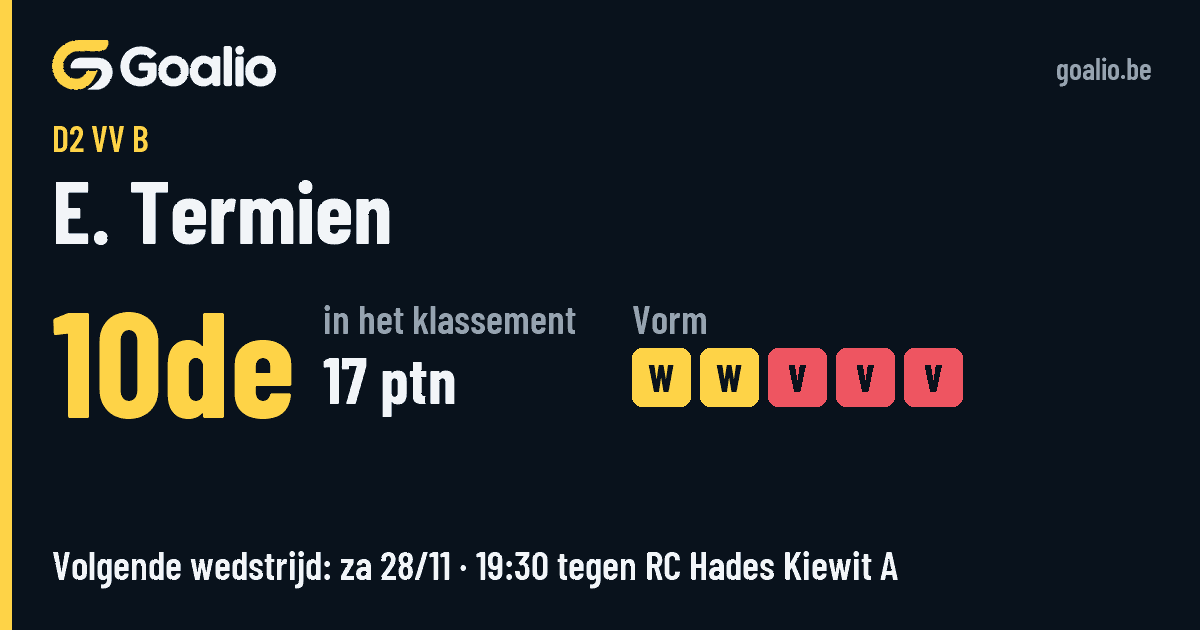 Goalio
goalio.be
D2 VV B
E. Termien
10de
in het klassement
17 ptn
Vorm
W W V V V
Volgende wedstrijd: za 28/11 · 19:30 tegen RC Hades Kiewit A